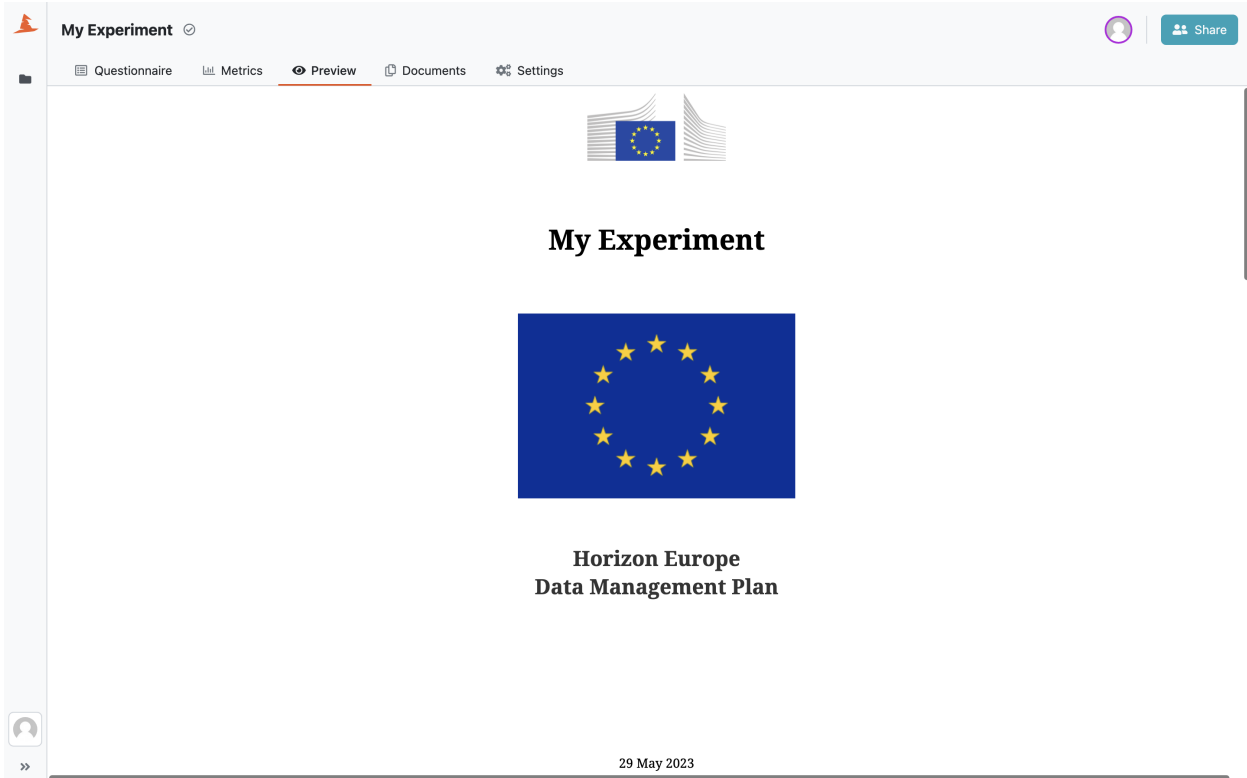 My Experiment
Share
Questionnaire
Metrics
Preview
Documents
Settings
My Experiment
Horizon Europe
Data Management Plan
29 May 2023